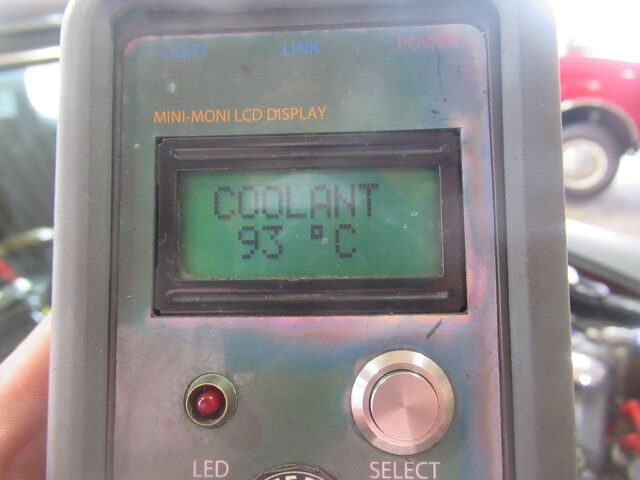 LIGHT LINK POWER
MINI-MONI LCD DISPLAY
COOLANT
93 °C
LED SELECT